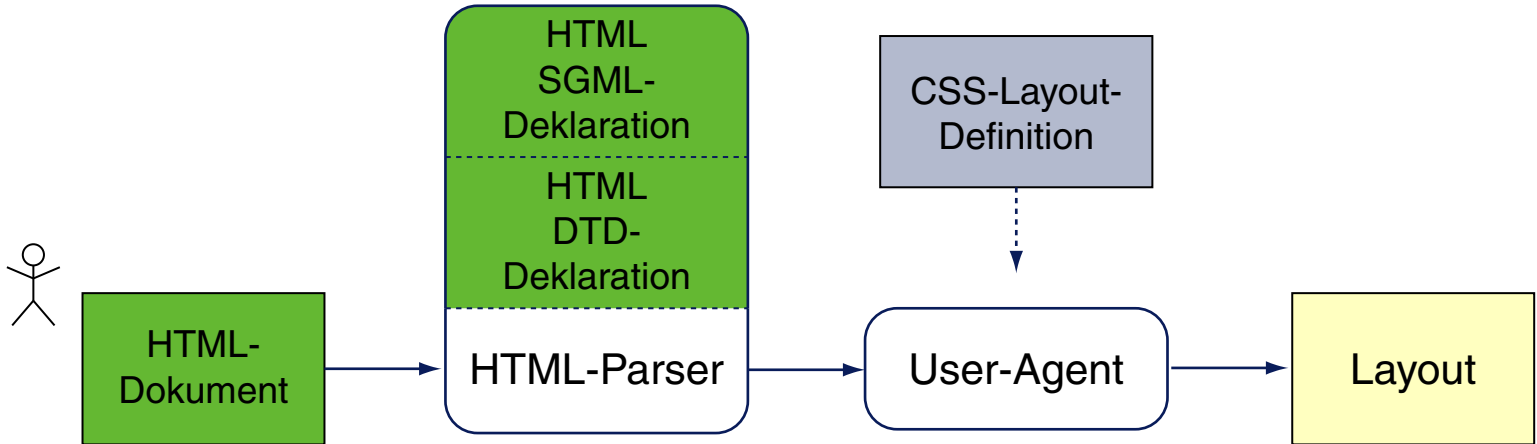 HTML
SGML-
Deklaration
HTML
DTD-
Deklaration
HTML-Parser
CSS-Layout-
Definition
HTML-
Dokument
User-Agent
Layout